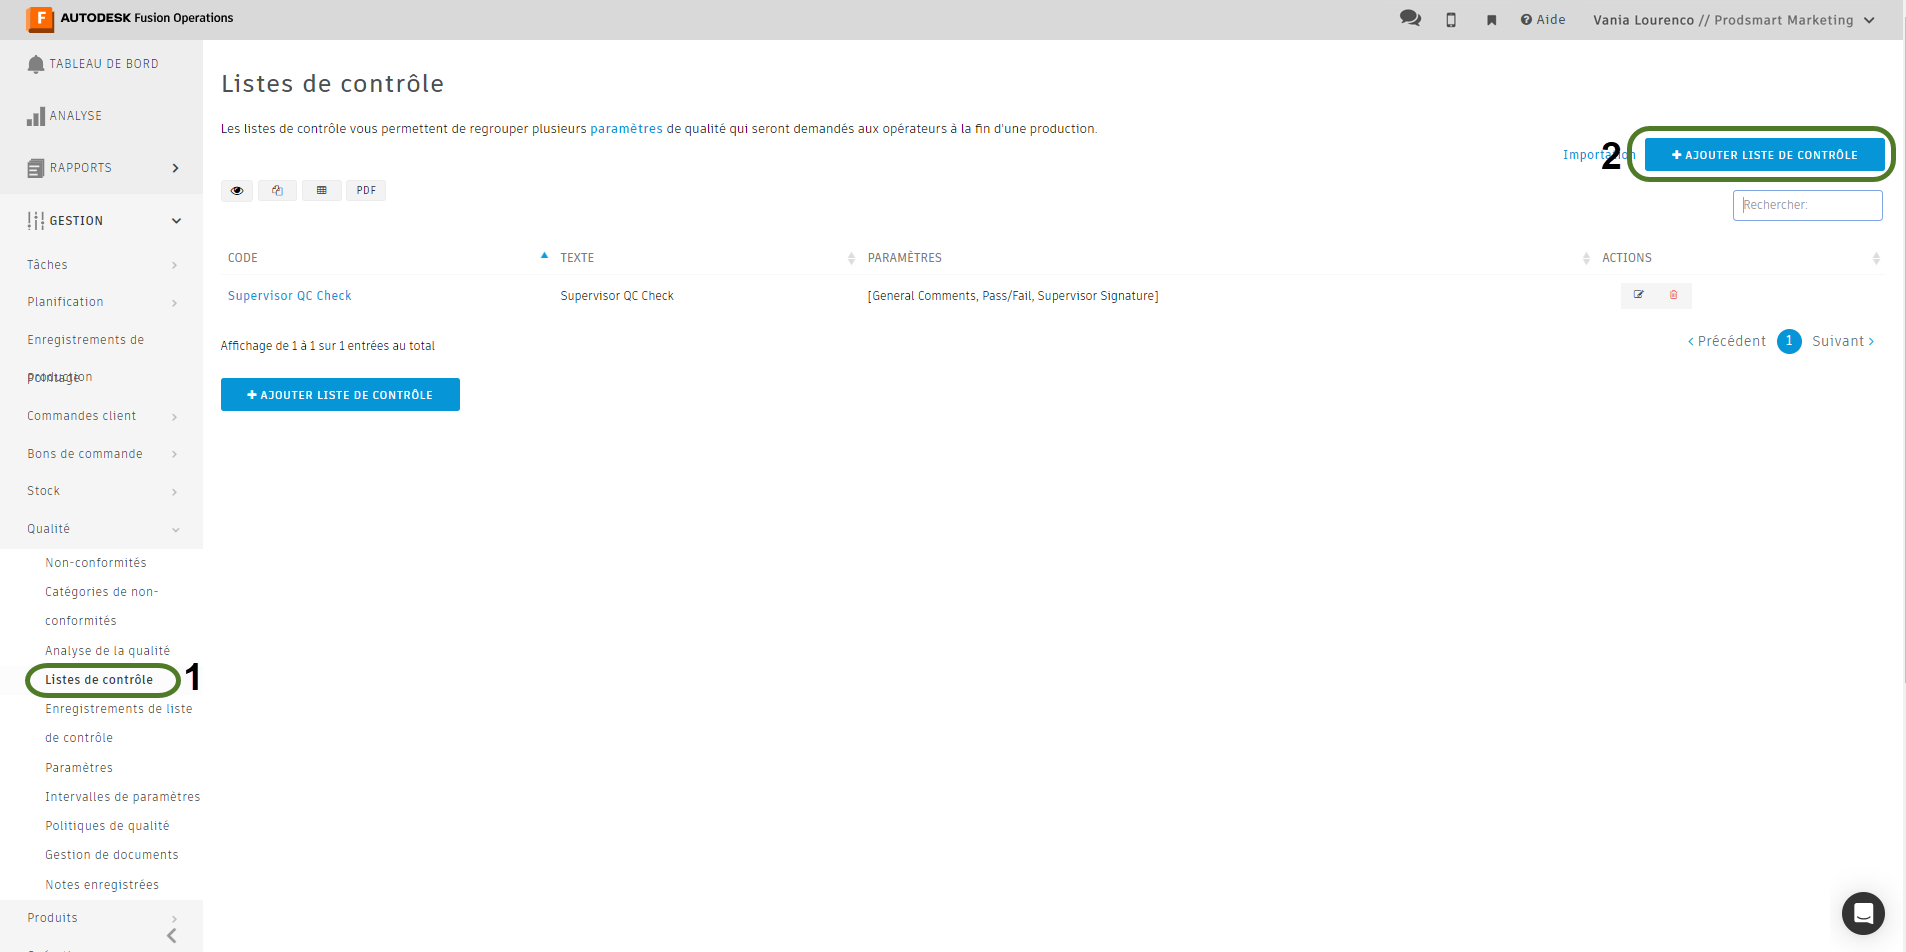 F AUTODESK Fusion Operations
Aide
Vania Lourenco // Prodsmart Marketing
TABLEAU DE BORD
ANALYSE
RAPPORTS
GESTION
Tâches
Planification
Enregistrements de
production
Pointage
Commandes client
Bons de commande
Stock
Qualité
Non-conformités
Catégories de non-
conformités
Analyse de la qualité
Listes de contrôle
1
Enregistrements de liste
de contrôle
Paramètres
Intervalles de paramètres
Politiques de qualité
Gestion de documents
Notes enregistrées
Produits
Listes de contrôle
Les listes de contrôle vous permettent de regrouper plusieurs paramètres de qualité qui seront demandés aux opérateurs à la fin d'une production.
Importation
2
AJOUTER LISTE DE CONTRÔLE
PDF
Rechercher:
CODE TEXTE PARAMÈTRES ACTIONS
Supervisor QC Check Supervisor QC Check [General Comments, Pass/Fail, Supervisor Signature]
Affichage de 1 à 1 sur 1 entrées au total
< Précédent 1 Suivant >
AJOUTER LISTE DE CONTRÔLE